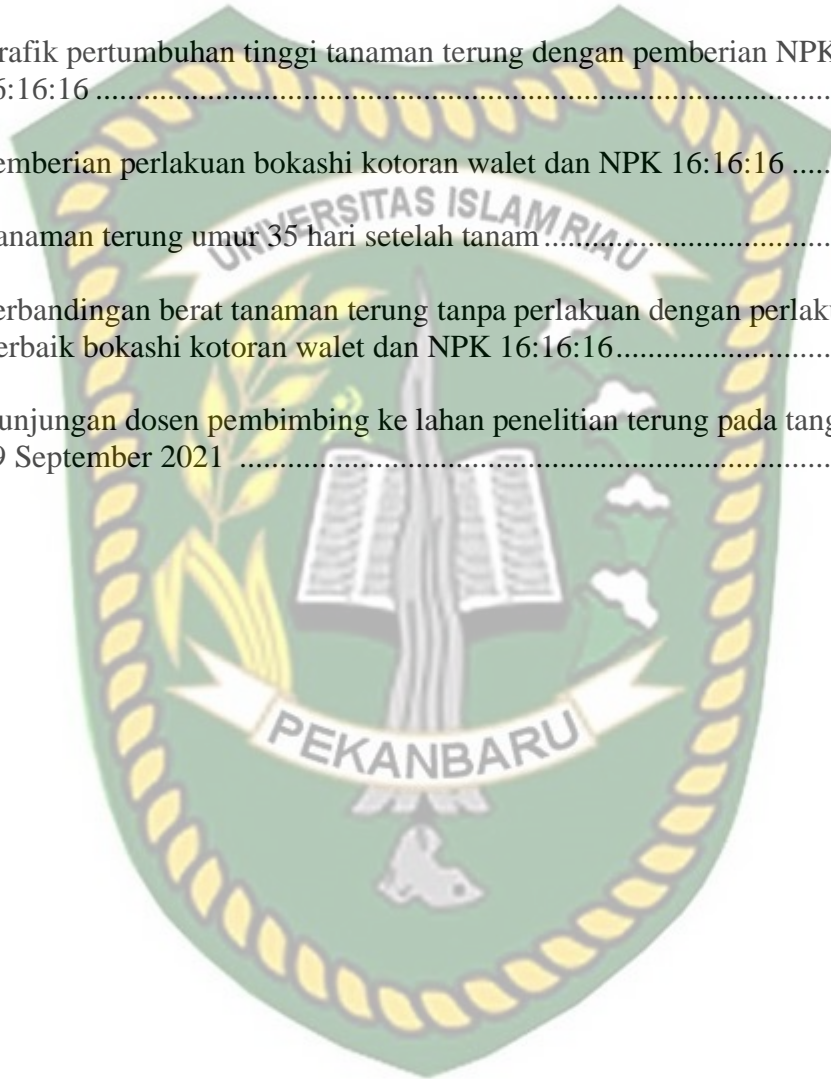 rafik pertumbuhan tinggi tanaman terung dengan pemberian NPK
6:16:16 ....................................................................................
emberian perlakuan bokashi kotoran walet dan NPK 16:16:16 .....
UNIVERSITAS ISLAM RIAU
anaman terung umur 35 hari setelah tanam ..................................
erbandingan berat tanaman terung tanpa perlakuan dengan perlaku
erbaik bokashi kotoran walet dan NPK 16:16:16.........................
unjungan dosen pembimbing ke lahan penelitian terung pada tang
9 September 2021 ....................................................................
PEKANBARU